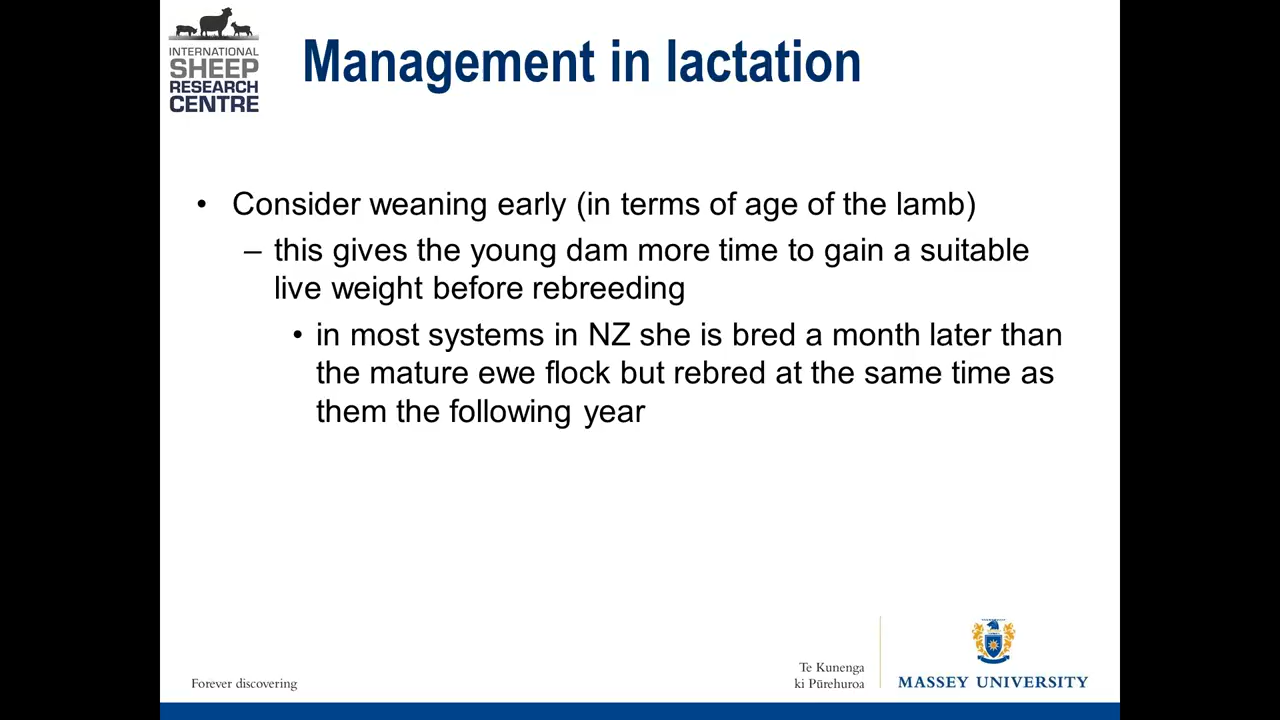 INTERNATIONAL
SHEEP
RESEARCH
CENTRE
Management in lactation
• Consider weaning early (in terms of age of the lamb)
– this gives the young dam more time to gain a suitable
live weight before rebreeding
• in most systems in NZ she is bred a month later than
the mature ewe flock but rebred at the same time as
them the following year
Forever discovering
Te Kunenga
ki Pūrehuroa
MASSEY UNIVERSITY